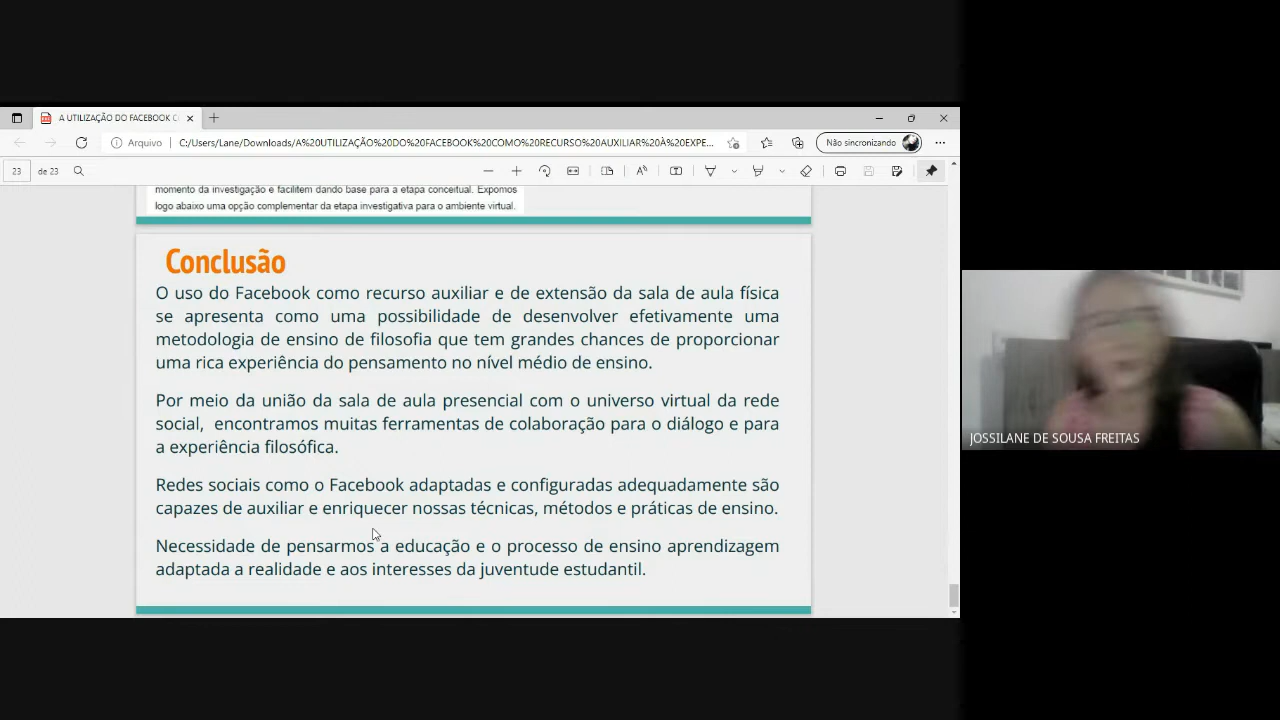 A UTILIZAÇÃO DO FACEBOOK C
Arquivo
C:/Users/Lane/Downloads/A%20UTILIZAÇÃO%20DO%20FACEBOOK%20COMO%20RECURSO%20AUXILIAR%20À%20EXPE...
Não sincronizando
23 de 23
momento da investigação e facilitem dando base para a etapa conceitual. Expomos
logo abaixo uma opção complementar da etapa investigativa para o ambiente virtual.
Conclusão
O uso do Facebook como recurso auxiliar e de extensão da sala de aula física
se apresenta como uma possibilidade de desenvolver efetivamente uma
metodologia de ensino de filosofia que tem grandes chances de proporcionar
uma rica experiência do pensamento no nível médio de ensino.
Por meio da união da sala de aula presencial com o universo virtual da rede
social, encontramos muitas ferramentas de colaboração para o diálogo e para
a experiência filosófica.
Redes sociais como o Facebook adaptadas e configuradas adequadamente são
capazes de auxiliar e enriquecer nossas técnicas, métodos e práticas de ensino.
Necessidade de pensarmos a educação e o processo de ensino aprendizagem
adaptada a realidade e aos interesses da juventude estudantil.
JOSSILANE DE SOUSA FREITAS